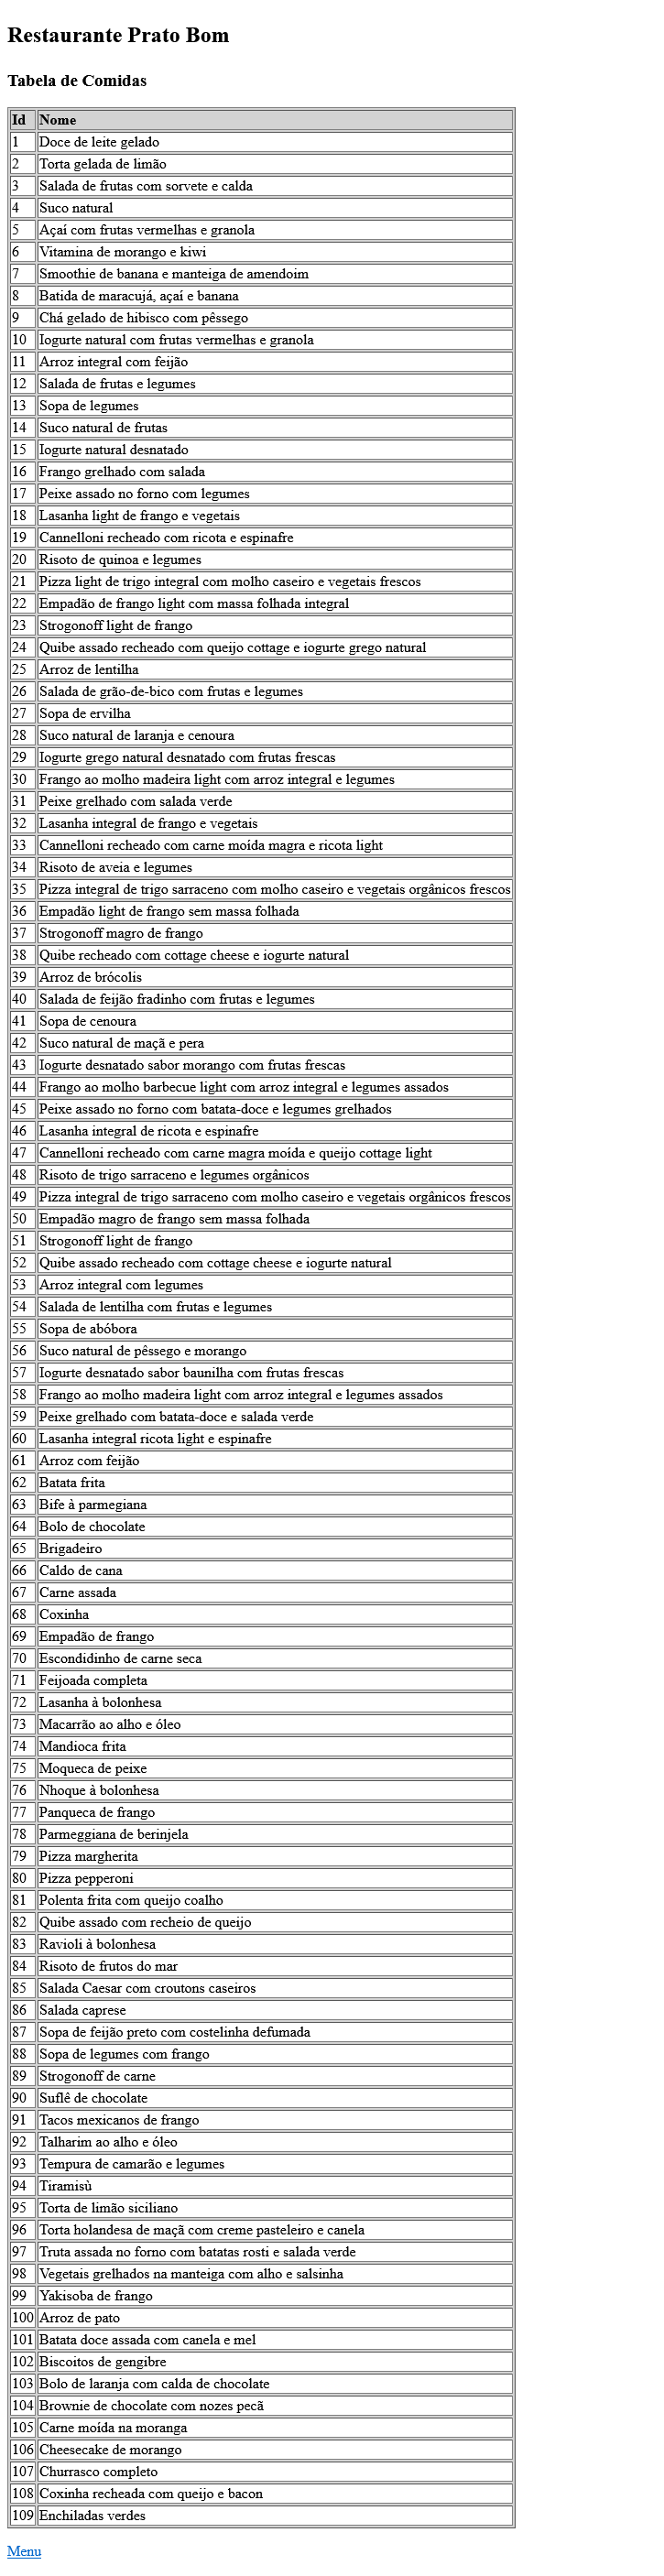 Restaurante Prato Bom
Tabela de Comidas
Id Nome
1 Doce de leite gelado
2 Torta gelada de limão
3 Salada de frutas com sorvete e calda
4 Suco natural
5 Açaí com frutas vermelhas e granola
6 Vitamina de morango e kiwi
7 Smoothie de banana e manteiga de amendoim
8 Batida de maracujá, açaí e banana
9 Chá gelado de hibisco com pêssego
10 Iogurte natural com frutas vermelhas e granola
11 Arroz integral com feijão
12 Salada de frutas e legumes
13 Sopa de legumes
14 Suco natural de frutas
15 Iogurte natural desnatado
16 Frango grelhado com salada
17 Peixe assado no forno com legumes
18 Lasanha light de frango e vegetais
19 Cannelloni recheado com ricota e espinafre
20 Risoto de quinoa e legumes
21 Pizza light de trigo integral com molho caseiro e vegetais frescos
22 Empadão de frango light com massa folhada integral
23 Strogonoff light de frango
24 Quibe assado recheado com queijo cottage e iogurte grego natural
25 Arroz de lentilha
26 Salada de grão-de-bico com frutas e legumes
27 Sopa de ervilha
28 Suco natural de laranja e cenoura
29 Iogurte grego natural desnatado com frutas frescas
30 Frango ao molho madeira light com arroz integral e legumes
31 Peixe grelhado com salada verde
32 Lasanha integral de frango e vegetais
33 Cannelloni recheado com carne moída magra e ricota light
34 Risoto de aveia e legumes
35 Pizza integral de trigo sarraceno com molho caseiro e vegetais orgânicos frescos
36 Empadão light de frango sem massa folhada
37 Strogonoff magro de frango
38 Quibe recheado com cottage cheese e iogurte natural
39 Arroz de brócolis
40 Salada de feijão fradinho com frutas e legumes
41 Sopa de cenoura
42 Suco natural de maçã e pera
43 Iogurte desnatado sabor morango com frutas frescas
44 Frango ao molho barbecue light com arroz integral e legumes assados
45 Peixe assado no forno com batata-doce e legumes grelhados
46 Lasanha integral de ricota e espinafre
47 Cannelloni recheado com carne magra moída e queijo cottage light
48 Risoto de trigo sarraceno e legumes orgânicos
49 Pizza integral de trigo sarraceno com molho caseiro e vegetais orgânicos frescos
50 Empadão magro de frango sem massa folhada
51 Strogonoff light de frango
52 Quibe assado recheado com cottage cheese e iogurte natural
53 Arroz integral com legumes
54 Salada de lentilha com frutas e legumes
55 Sopa de abóbora
56 Suco natural de pêssego e morango
57 Iogurte desnatado sabor baunilha com frutas frescas
58 Frango ao molho madeira light com arroz integral e legumes assados
59 Peixe grelhado com batata-doce e salada verde
60 Lasanha integral ricota light e espinafre
61 Arroz com feijão
62 Batata frita
63 Bife à parmegiana
64 Bolo de chocolate
65 Brigadeiro
66 Caldo de cana
67 Carne assada
68 Coxinha
69 Empadão de frango
70 Escondidinho de carne seca
71 Feijoada completa
72 Lasanha à bolonhesa
73 Macarrão ao alho e óleo
74 Mandioca frita
75 Moqueca de peixe
76 Nhoque à bolonhesa
77 Panqueca de frango
78 Parmeggiana de berinjela
79 Pizza margherita
80 Pizza pepperoni
81 Polenta frita com queijo coalho
82 Quibe assado com recheio de queijo
83 Ravioli à bolonhesa
84 Risoto de frutos do mar
85 Salada Caesar com croutons caseiros
86 Salada caprese
87 Sopa de feijão preto com costelinha defumada
88 Sopa de legumes com frango
89 Strogonoff de carne
90 Suflê de chocolate
91 Tacos mexicanos de frango
92 Talharim ao alho e óleo
93 Tempura de camarão e legumes
94 Tiramisù
95 Torta de limão siciliano
96 Torta holandesa de maçã com creme pasteleiro e canela
97 Truta assada no forno com batatas rosti e salada verde
98 Vegetais grelhados na manteiga com alho e salsinha
99 Yakisoba de frango
100 Arroz de pato
101 Batata doce assada com canela e mel
102 Biscoitos de gengibre
103 Bolo de laranja com calda de chocolate
104 Brownie de chocolate com nozes pecã
105 Carne moída na moranga
106 Cheesecake de morango
107 Churrasco completo
108 Coxinha recheada com queijo e bacon
109 Enchiladas verdes
Menu